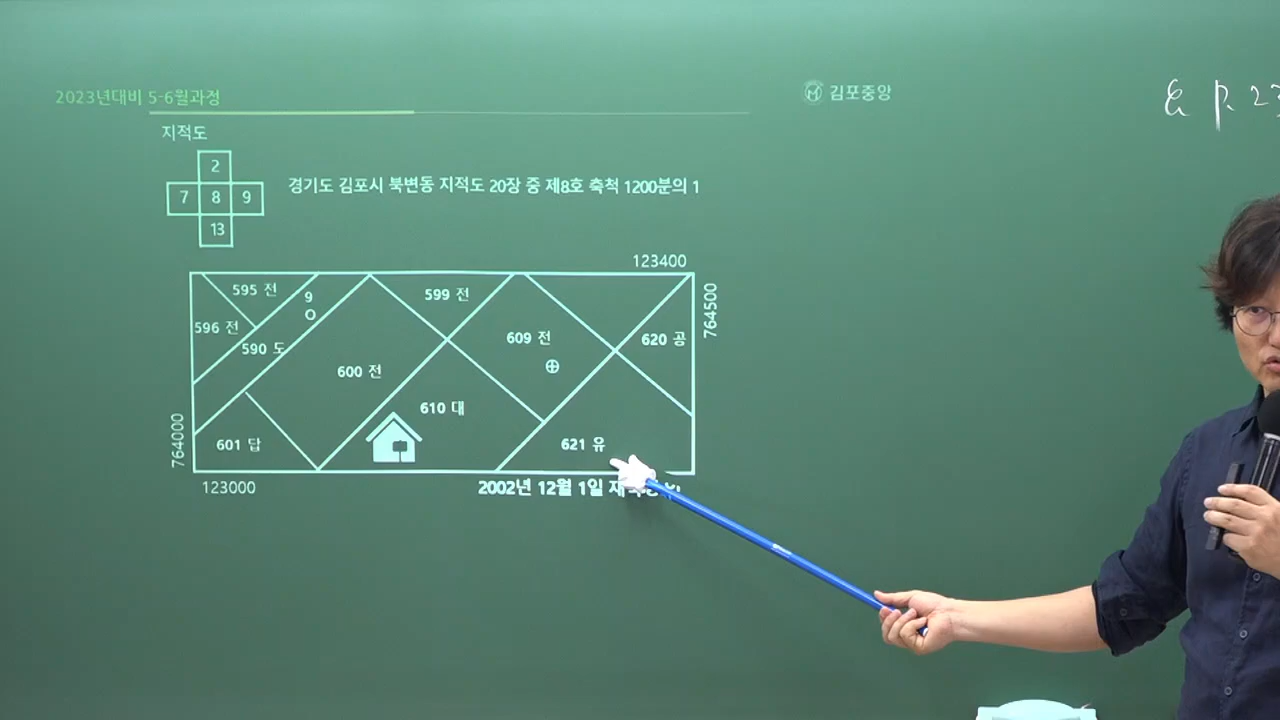 2023년대비 5-6월과정
김포중앙
& p. 23
지적도
2
7 8 9
13
경기도 김포시 북변동 지적도 20장 중 제8호 축척 1200분의 1
123400
764500
595 전
9
599 전
596 전
590 도
609 전
620 공
600 전
610 대
601 답
621 유
764000
123000
2002년 12월 1일